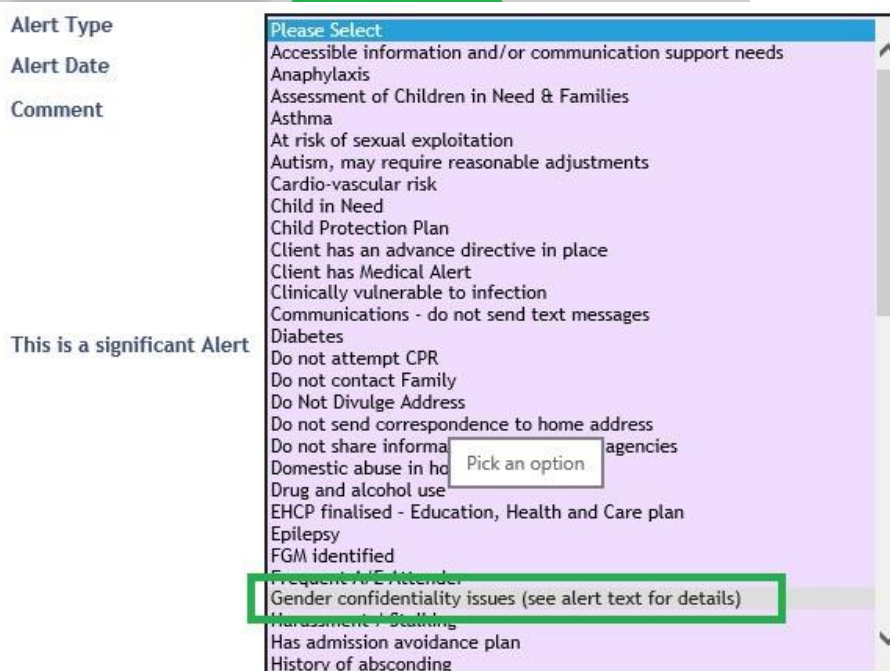 Alert Type
Alert Date
Comment
This is a significant Alert
Please Select
Accessible information and/or communication support needs
Anaphylaxis
Assessment of Children in Need & Families
Asthma
At risk of sexual exploitation
Autism, may require reasonable adjustments
Cardio-vascular risk
Child in Need
Child Protection Plan
Client has an advance directive in place
Client has Medical Alert
Clinically vulnerable to infection
Communications - do not send text messages
Diabetes
Do not attempt CPR
Do not contact Family
Do Not Divulge Address
Do not send correspondence to home address
Do not share agencies
Domestic abuse in
Pick an option
Drug and alcohol use
EHCP finalised - Education, Health and Care plan
Epilepsy
FGM identified
Frequent A/E Attender
Gender confidentiality issues (see alert text for details)
Harassment / Stalking
Has admission avoidance plan
History of absconding